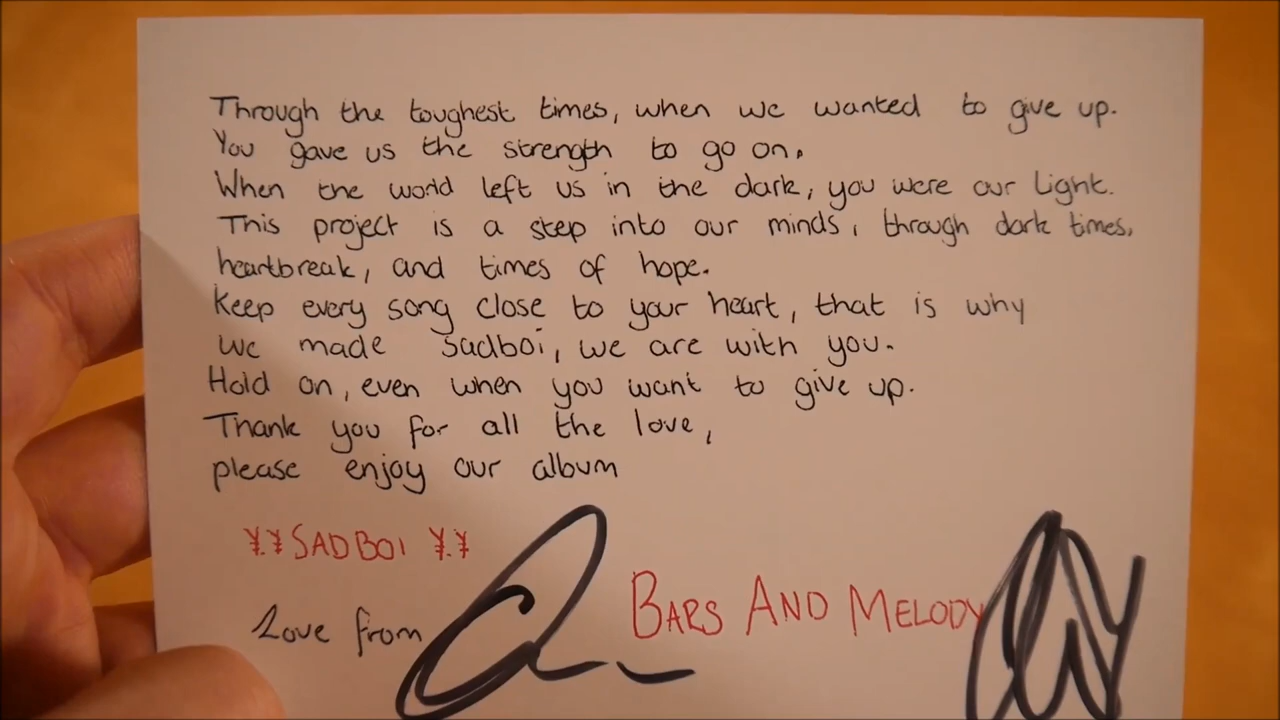 Through the toughest times, when we wanted to give up.
You gave us the strength to go on.
When the world left us in the dark, you were our light.
This project is a step into our minds, through dark times,
heartbreak, and times of hope.
Keep every song close to your heart, that is why
we made Sadboi, we are with you.
Hold on, even when you want to give up.
Thank you for all the love,
please enjoy our album
¥¥SADBOI ¥¥
Love from
BARS AND MELODY